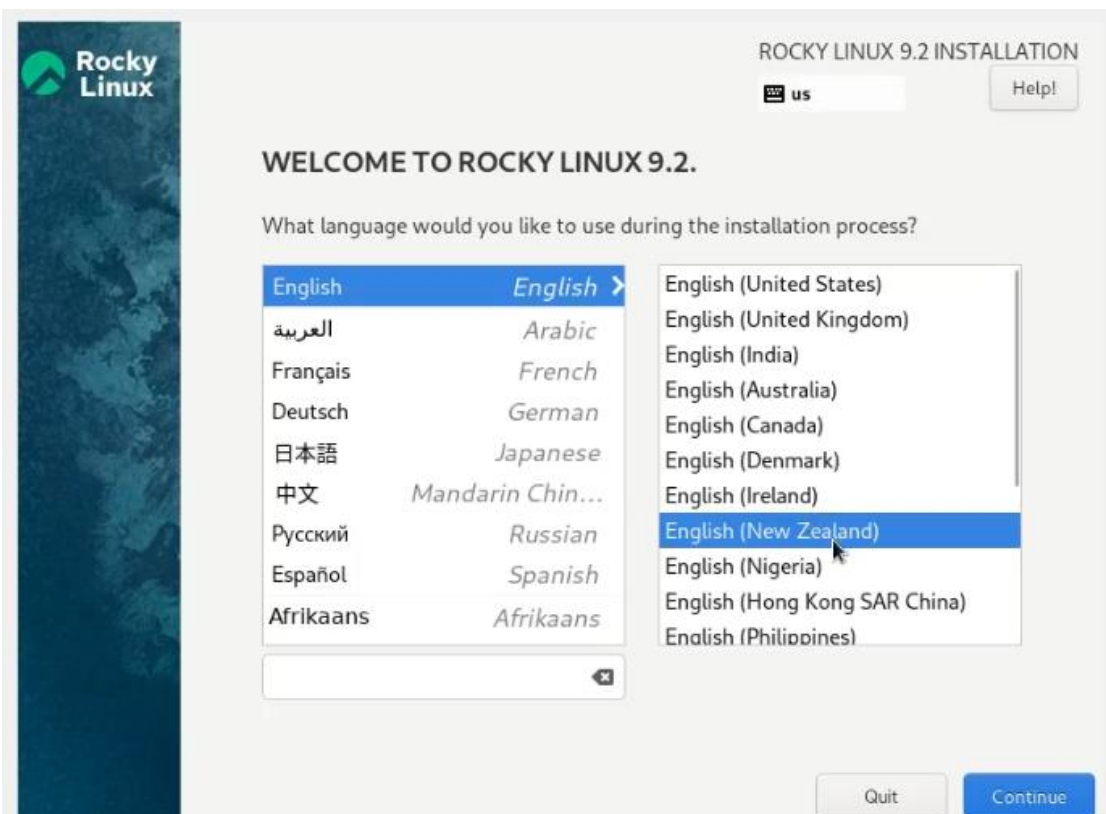 Rocky
Linux
ROCKY LINUX 9.2 INSTALLATION
us
Help!
WELCOME TO ROCKY LINUX 9.2.
What language would you like to use during the installation process?
English English
العربية Arabic
Français French
Deutsch German
日本語 Japanese
中文 Mandarin Chin...
Русский Russian
Español Spanish
Afrikaans Afrikaans
English (United States)
English (United Kingdom)
English (India)
English (Australia)
English (Canada)
English (Denmark)
English (Ireland)
English (New Zealand)
English (Nigeria)
English (Hong Kong SAR China)
English (Philippines)
Quit
Continue